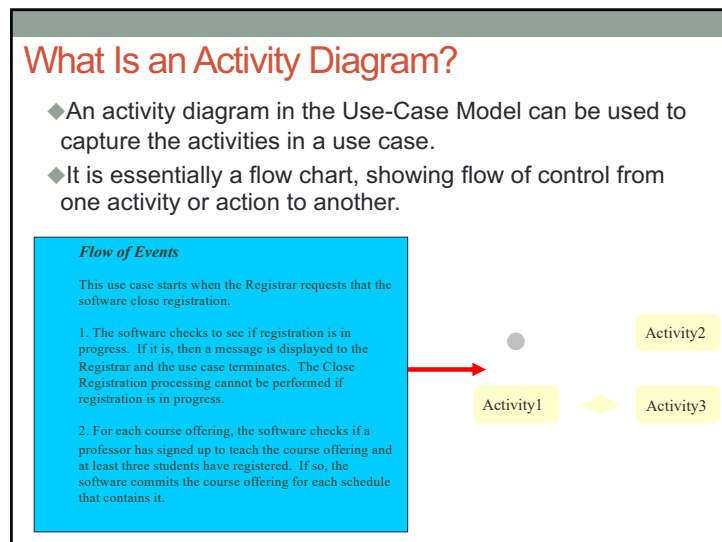 What Is an Activity Diagram?
◆An activity diagram in the Use-Case Model can be used to
capture the activities in a use case.
◆It is essentially a flow chart, showing flow of control from
one activity or action to another.
Flow of Events
This use case starts when the Registrar requests that the
software close registration.
1. The software checks to see if registration is in
progress. If it is, then a message is displayed to the
Registrar and the use case terminates. The Close
Registration processing cannot be performed if
registration is in progress.
2. For each course offering, the software checks if a
professor has signed up to teach the course offering and
at least three students have registered. If so, the
software commits the course offering for each schedule
that contains it.
Activity2
Activity1
Activity3